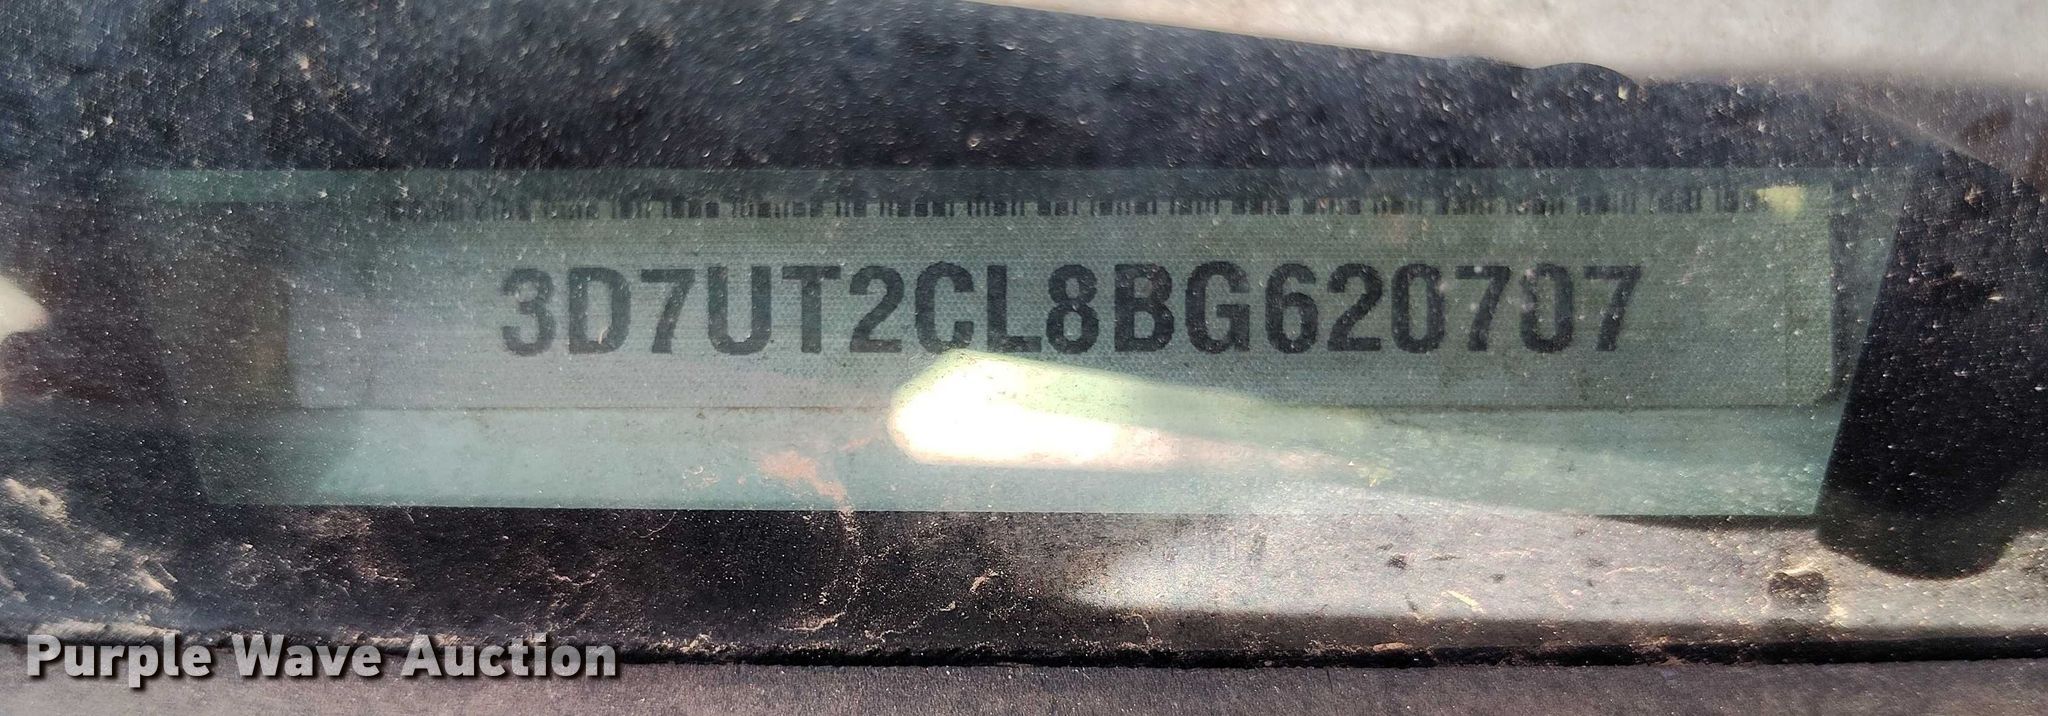 3D7UT2CL8BG620707
Purple Wave Auction